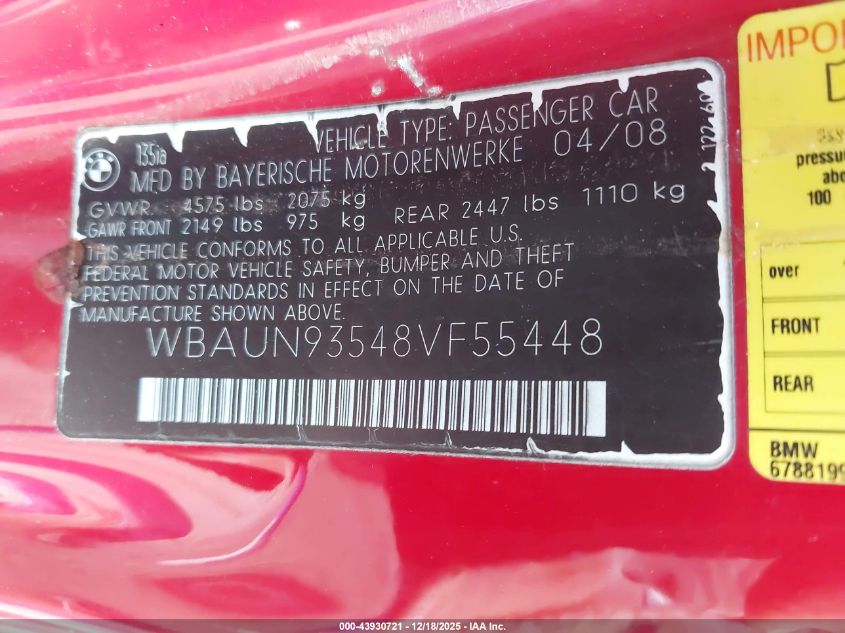 BMW
135ia
VEHICLE TYPE: PASSENGER CAR
MFD BY BAYERISCHE MOTORENWERKE 04/08
GVWR. 4575 lbs 2075 kg
GAWR FRONT 2149 lbs 975 kg REAR 2447 lbs 1110 kg
THIS VEHICLE CONFORMS TO ALL APPLICABLE U.S.
FEDERAL MOTOR VEHICLE SAFETY, BUMPER AND THEFT
PREVENTION STANDARDS IN EFFECT ON THE DATE OF
MANUFACTURE SHOWN ABOVE.
WBAUN93548VF55448
IMPO
pressu
abo
100
over
FRONT
REAR
BMW
6788199
000-43930721 - 12/18/2025 - IAA Inc.